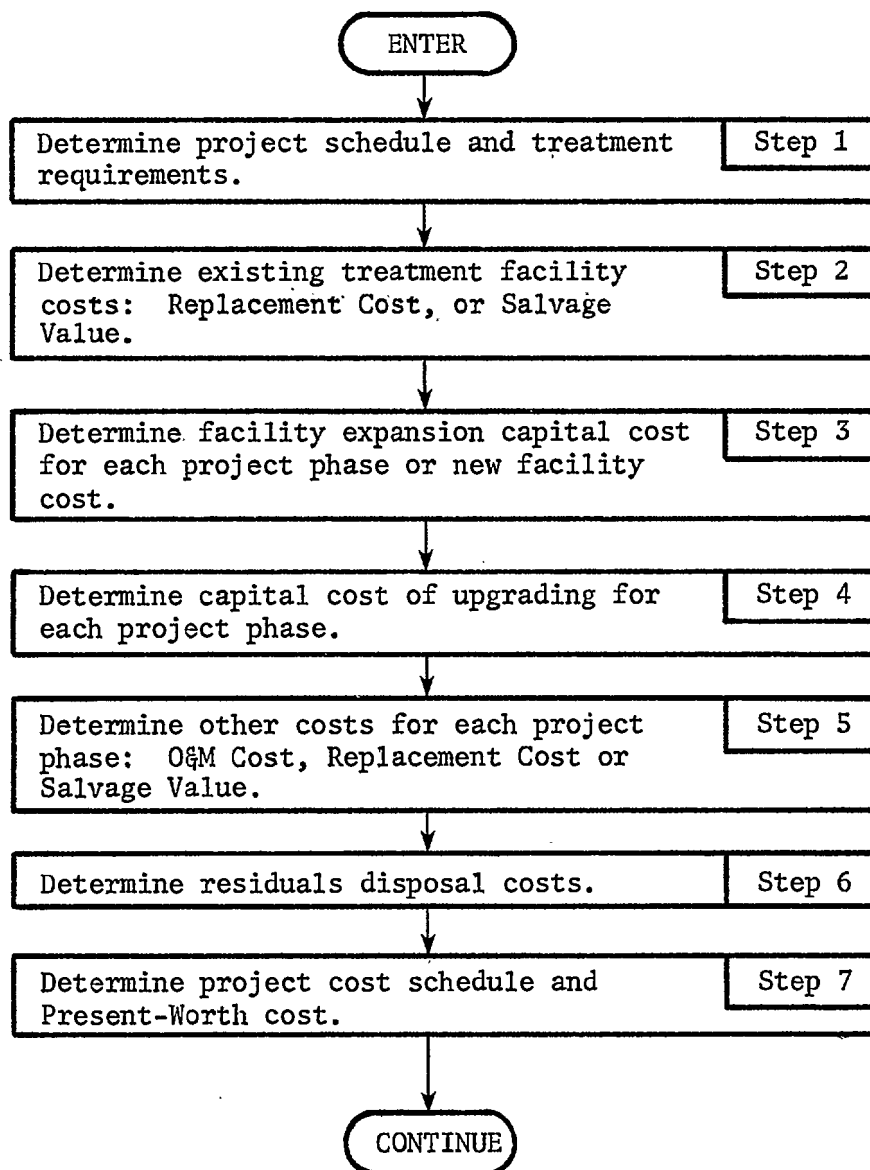 ENTER
Determine project schedule and treatment
requirements.
Step 1
Determine existing treatment facility
costs: Replacement Cost, or Salvage
Value.
Step 2
Determine facility expansion capital cost
for each project phase or new facility
cost.
Step 3
Determine capital cost of upgrading for
each project phase.
Step 4
Determine other costs for each project
phase: O&M Cost, Replacement Cost or
Salvage Value.
Step 5
Determine residuals disposal costs.
Step 6
Determine project cost schedule and
Present-Worth cost.
Step 7
CONTINUE